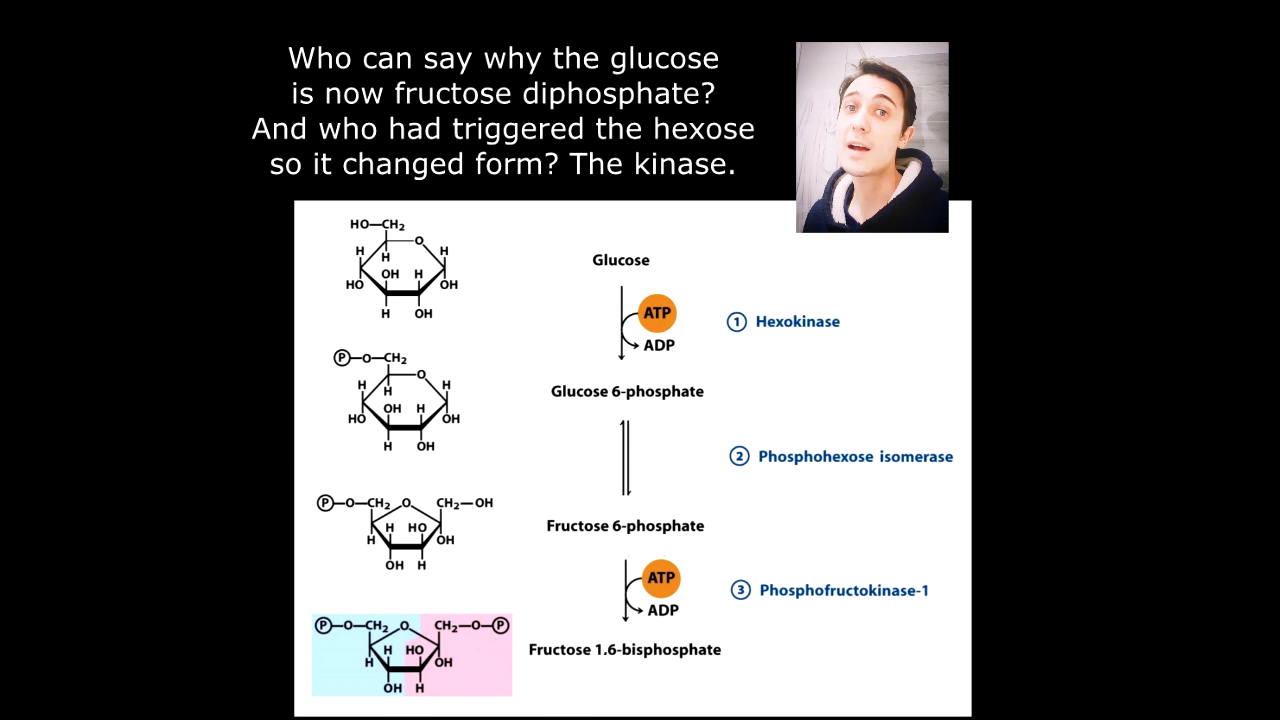 Who can say why the glucose
is now fructose diphosphate?
And who had triggered the hexose
so it changed form? The kinase.
HO—CH₂
O
H
H
H
OH
H
HO
OH
H
OH
Glucose
ATP
ADP
① Hexokinase
P—O—CH₂
O
H
H
H
OH
H
HO
OH
H
OH
Glucose 6-phosphate
② Phosphohexose isomerase
P—O—CH₂
O
CH₂—OH
H
HO
H
OH
OH
H
Fructose 6-phosphate
ATP
ADP
③ Phosphofructokinase-1
P—O—CH₂
O
CH₂—O—P
H
HO
H
OH
OH
H
Fructose 1,6-bisphosphate